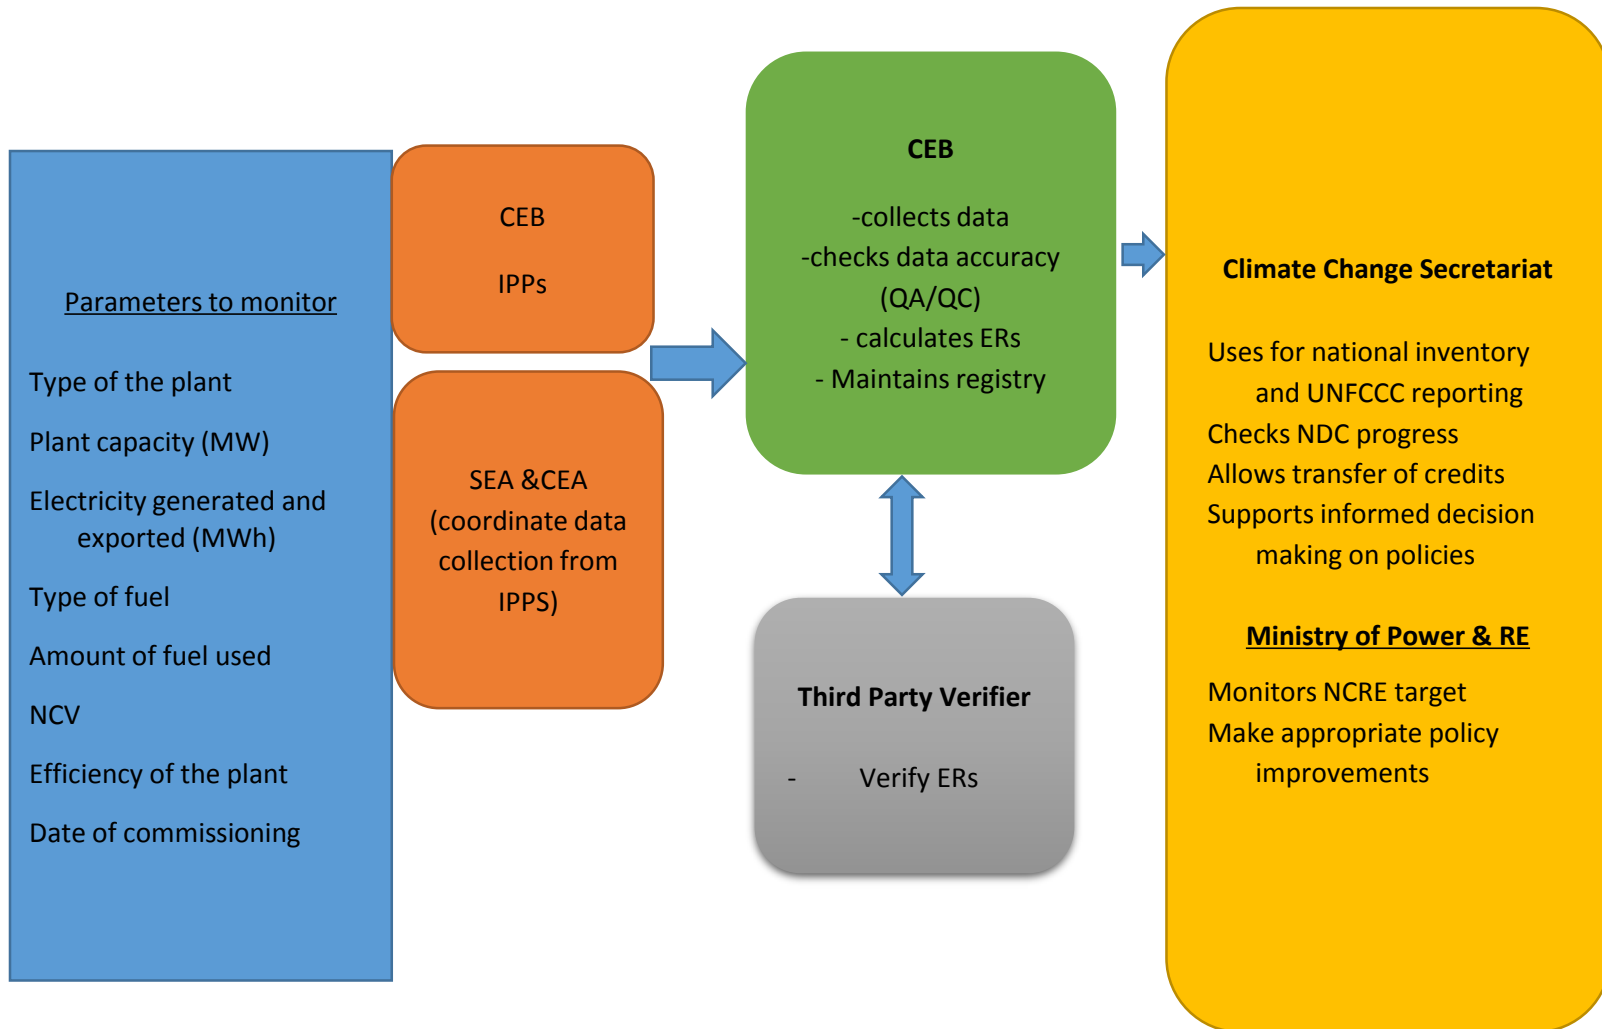 Parameters to monitor
Type of the plant
Plant capacity (MW)
Electricity generated and
exported (MWh)
Type of fuel
Amount of fuel used
NCV
Efficiency of the plant
Date of commissioning
CEB
IPPs
SEA &CEA
(coordinate data
collection from
IPPS)
CEB
-collects data
-checks data accuracy
(QA/QC)
- calculates ERs
- Maintains registry
Third Party Verifier
- Verify ERs
Climate Change Secretariat
Uses for national inventory
and UNFCCC reporting
Checks NDC progress
Allows transfer of credits
Supports informed decision
making on policies
Ministry of Power & RE
Monitors NCRE target
Make appropriate policy
improvements